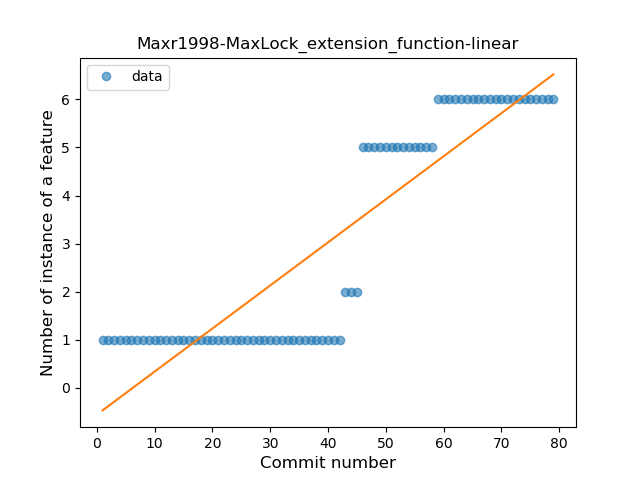 Maxr1998-MaxLock_extension_function-linear
data
Number of instance of a feature
6
5
4
3
2
1
0
0 10 20 30 40 50 60 70 80
Commit number